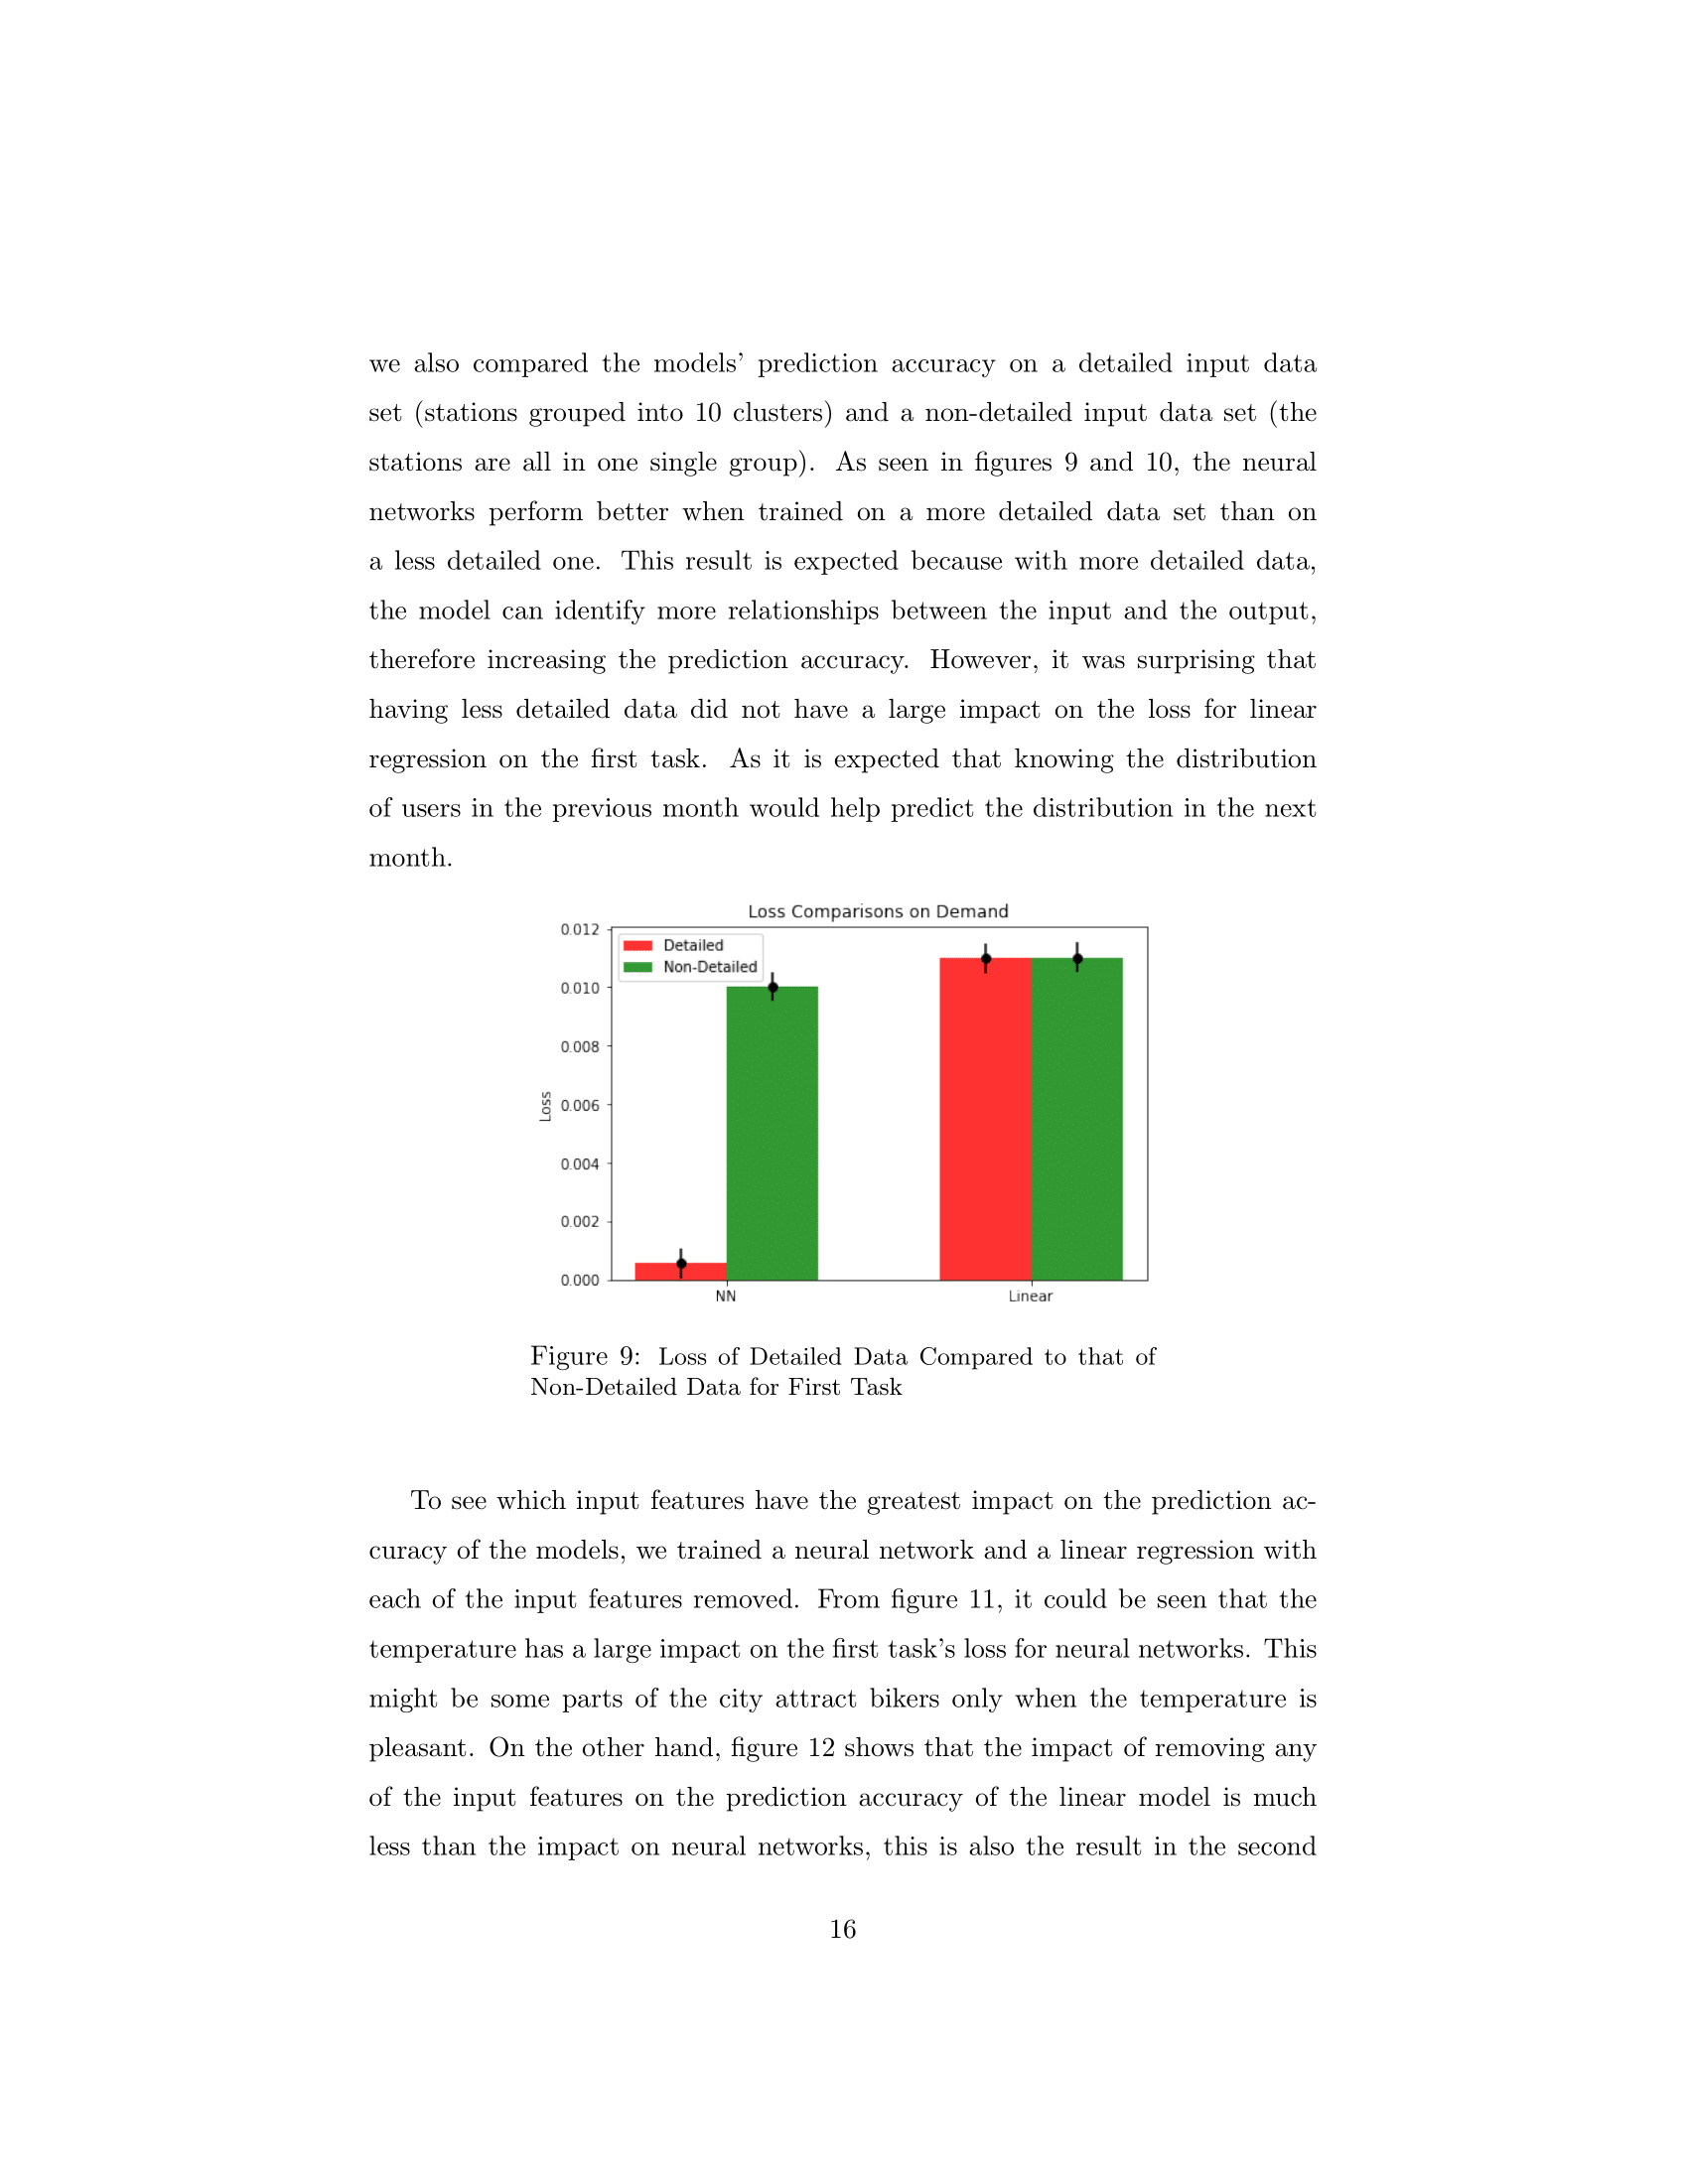 we also compared the models’ prediction accuracy on a detailed input data
set (stations grouped into 10 clusters) and a non-detailed input data set (the
stations are all in one single group). As seen in figures 9 and 10, the neural
networks perform better when trained on a more detailed data set than on
a less detailed one. This result is expected because with more detailed data,
the model can identify more relationships between the input and the output,
therefore increasing the prediction accuracy. However, it was surprising that
having less detailed data did not have a large impact on the loss for linear
regression on the first task. As it is expected that knowing the distribution
of users in the previous month would help predict the distribution in the next
month.
Loss Comparisons on Demand
Detailed
Non-Detailed
0.012
0.010
0.008
0.006
0.004
0.002
0.000
Loss
NN Linear
Figure 9: Loss of Detailed Data Compared to that of
Non-Detailed Data for First Task
To see which input features have the greatest impact on the prediction ac-
curacy of the models, we trained a neural network and a linear regression with
each of the input features removed. From figure 11, it could be seen that the
temperature has a large impact on the first task’s loss for neural networks. This
might be some parts of the city attract bikers only when the temperature is
pleasant. On the other hand, figure 12 shows that the impact of removing any
of the input features on the prediction accuracy of the linear model is much
less than the impact on neural networks, this is also the result in the second
16